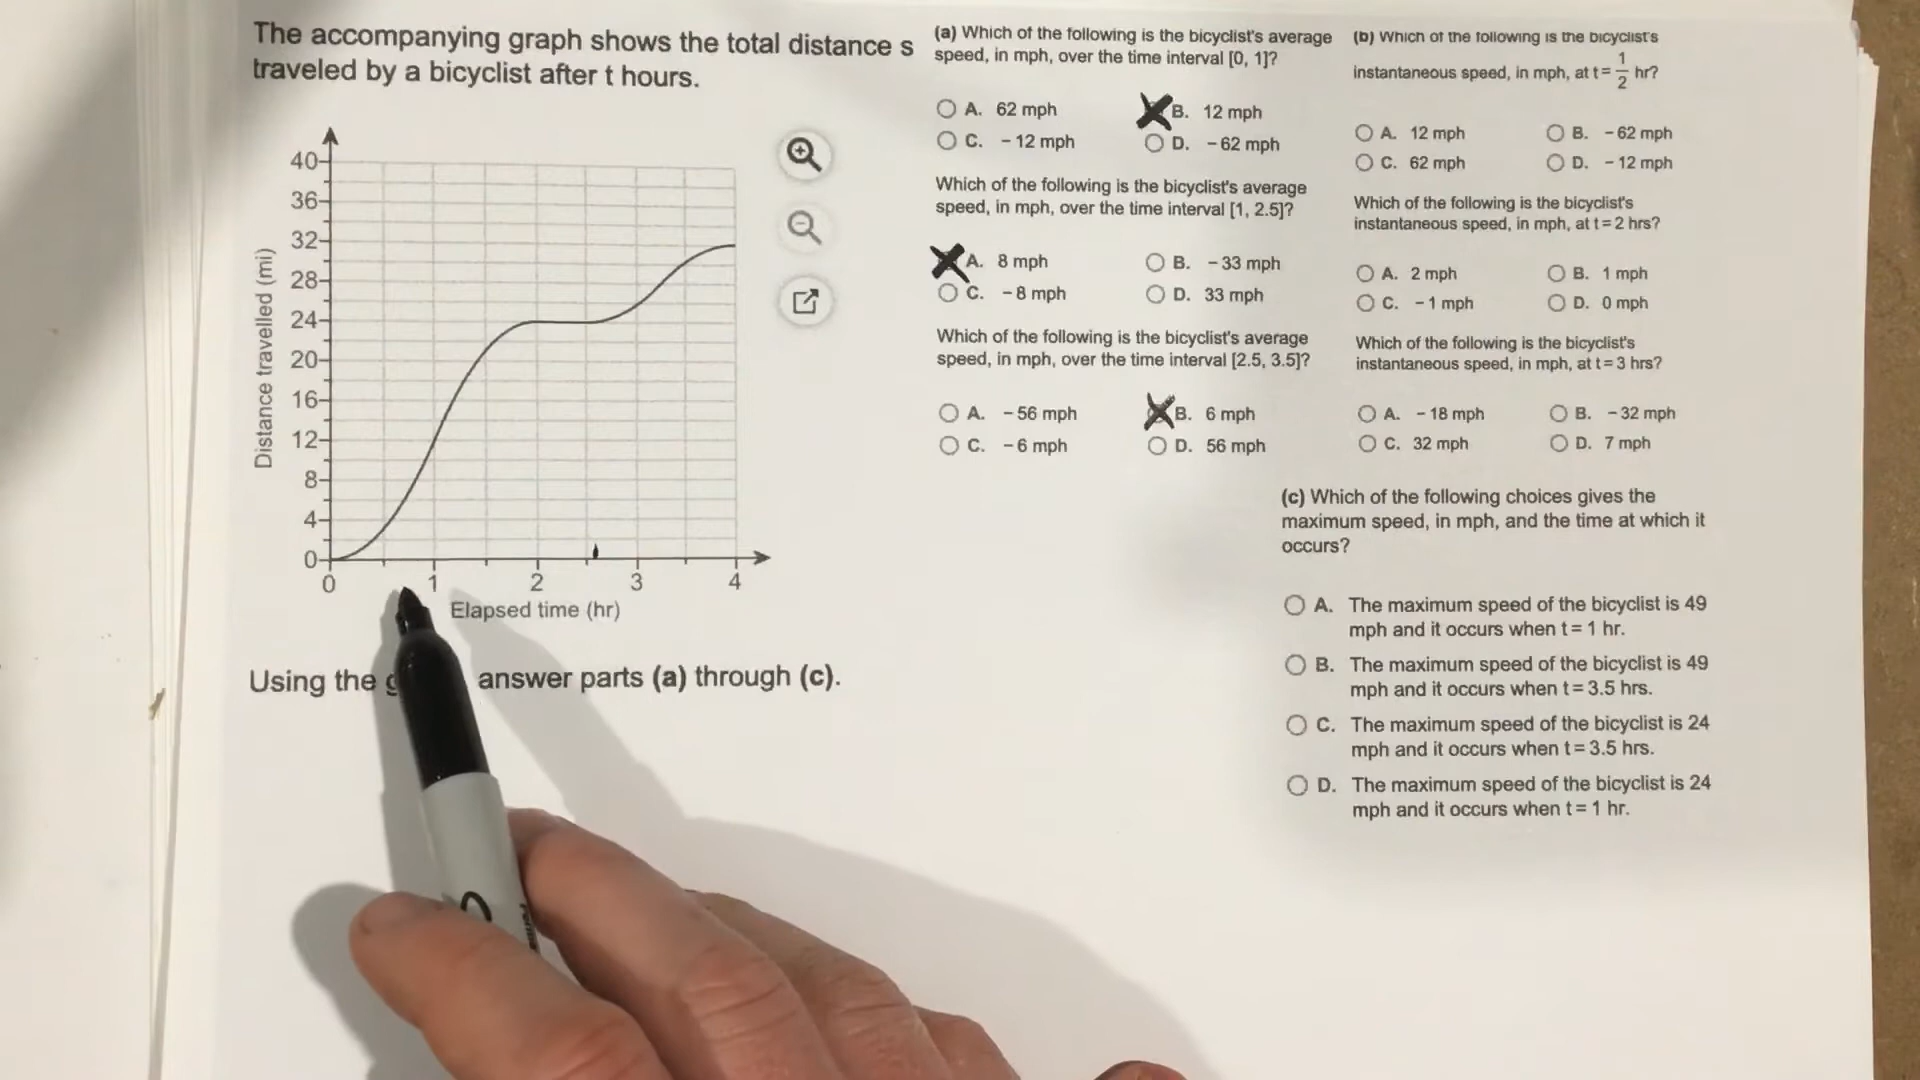 The accompanying graph shows the total distance s
traveled by a bicyclist after t hours.
Distance travelled (mi)
40
36
32
28
24
20
16
12
8
4
0
0 1 2 3 4
Elapsed time (hr)
Using the answer parts (a) through (c).
(a) Which of the following is the bicyclist's average
speed, in mph, over the time interval [0, 1]?
A. 62 mph B. 12 mph
C. - 12 mph D. - 62 mph
Which of the following is the bicyclist's average
speed, in mph, over the time interval [1, 2.5]?
A. 8 mph B. - 33 mph
C. - 8 mph D. 33 mph
Which of the following is the bicyclist's average
speed, in mph, over the time interval [2.5, 3.5]?
A. - 56 mph B. 6 mph
C. - 6 mph D. 56 mph
(b) Which of the following is the bicyclist's
instantaneous speed, in mph, at t = 1/2 hr?
A. 12 mph B. - 62 mph
C. 62 mph D. - 12 mph
Which of the following is the bicyclist's
instantaneous speed, in mph, at t = 2 hrs?
A. 2 mph B. 1 mph
C. - 1 mph D. 0 mph
Which of the following is the bicyclist's
instantaneous speed, in mph, at t = 3 hrs?
A. - 18 mph B. - 32 mph
C. 32 mph D. 7 mph
(c) Which of the following choices gives the
maximum speed, in mph, and the time at which it
occurs?
A. The maximum speed of the bicyclist is 49
mph and it occurs when t = 1 hr.
B. The maximum speed of the bicyclist is 49
mph and it occurs when t = 3.5 hrs.
C. The maximum speed of the bicyclist is 24
mph and it occurs when t = 3.5 hrs.
D. The maximum speed of the bicyclist is 24
mph and it occurs when t = 1 hr.